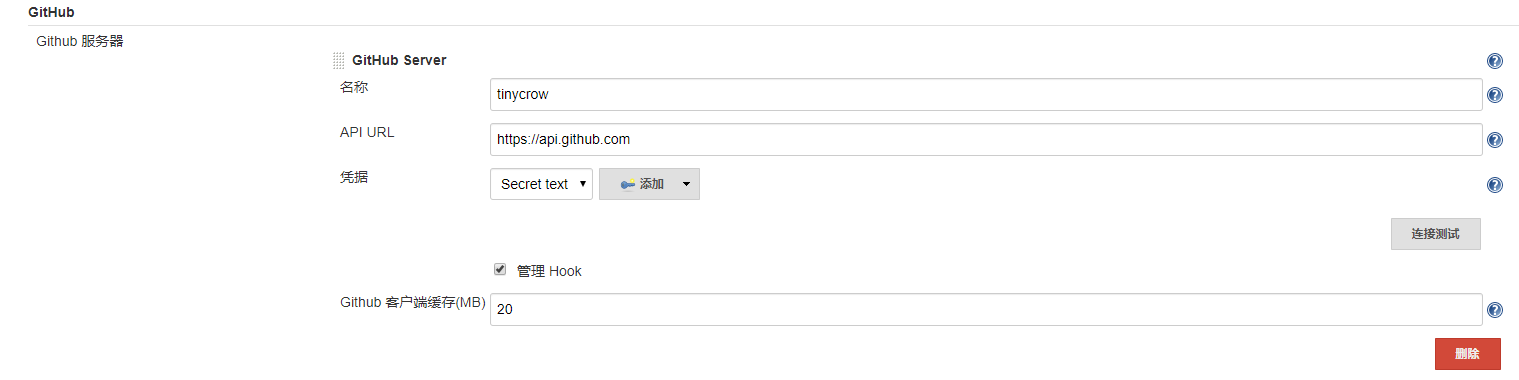 GitHub
Github 服务器
GitHub Server
名称
tinycrow
API URL
https://api.github.com
凭据
Secret text
添加
连接测试
管理 Hook
Github 客户端缓存(MB)
20
删除